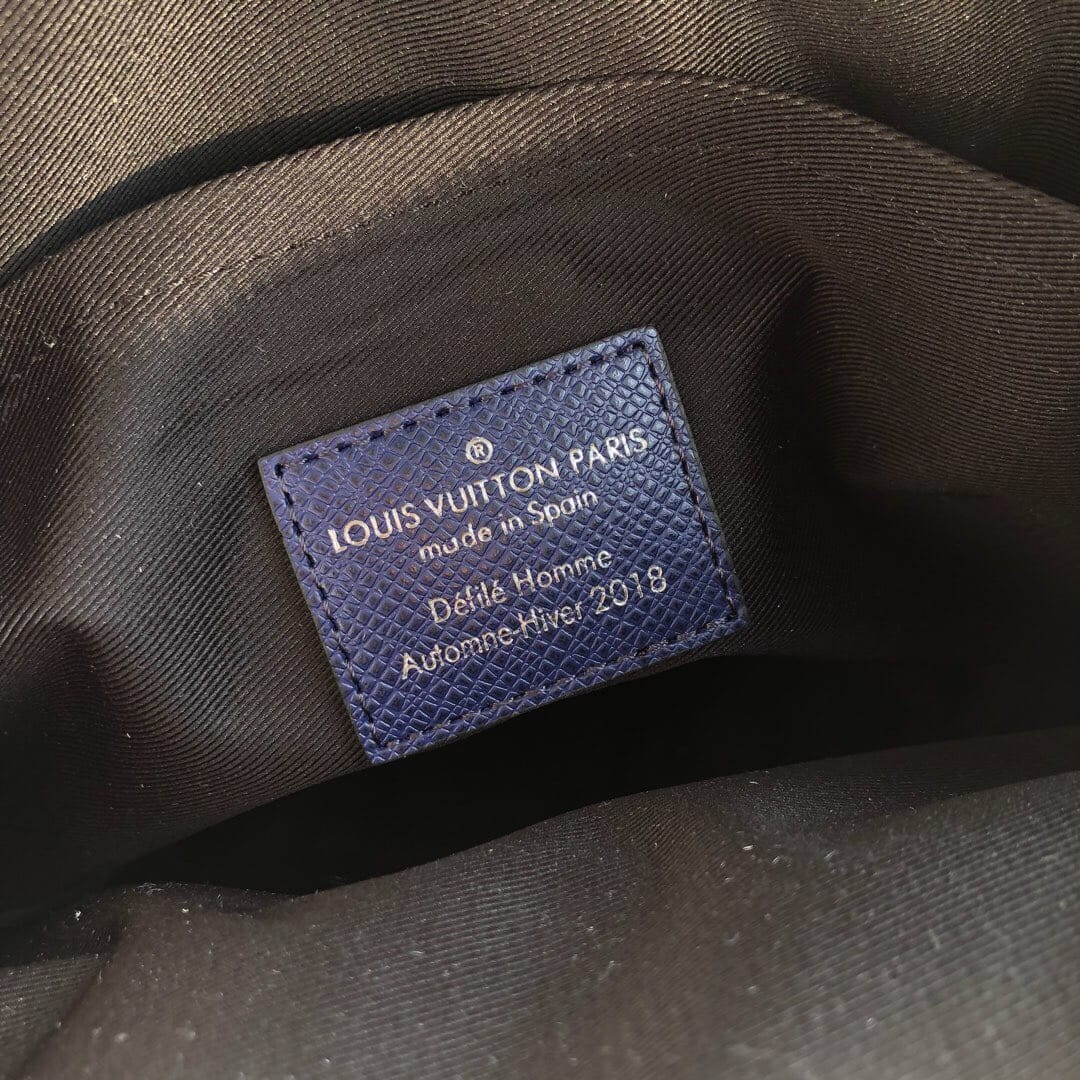 ®
LOUIS VUITTON PARIS
made in Spain
Défilé Homme
Automne-Hiver 2018